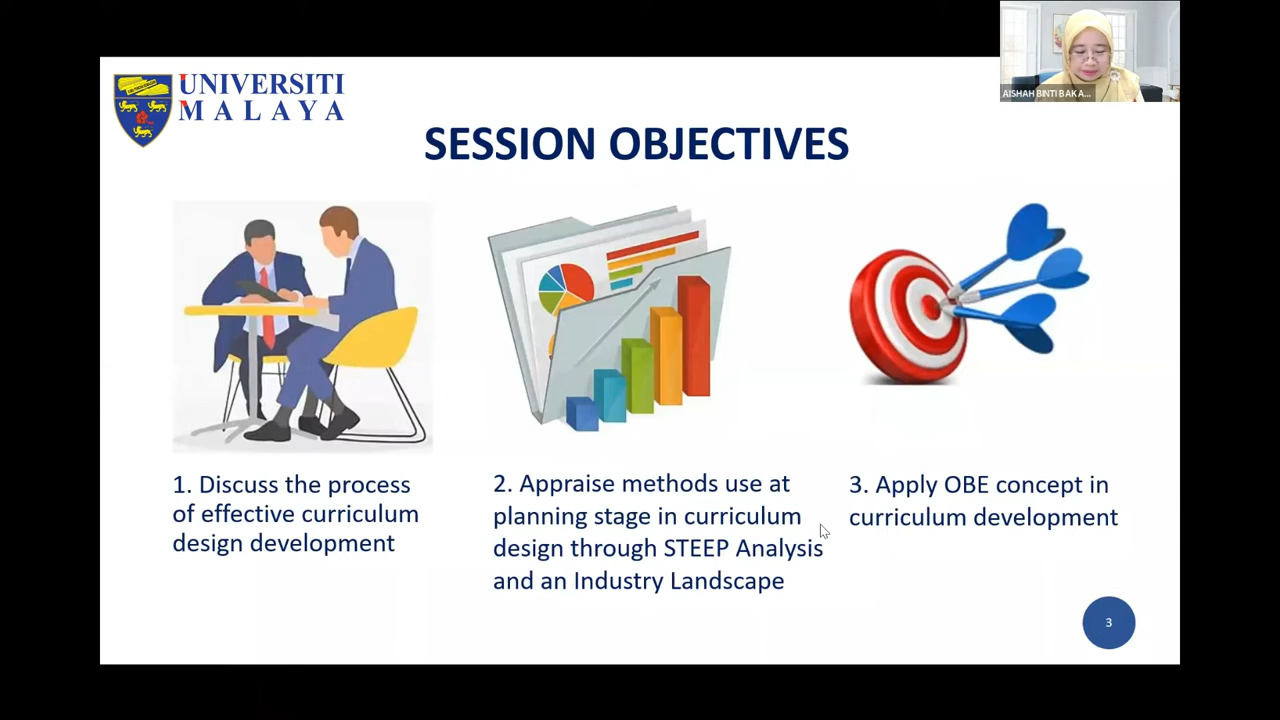 UNIVERSITI
MALAYA
AISHAH BINTI BAKA...
SESSION OBJECTIVES
1. Discuss the process
of effective curriculum
design development
2. Appraise methods use at
planning stage in curriculum
design through STEEP Analysis
and an Industry Landscape
3. Apply OBE concept in
curriculum development
3